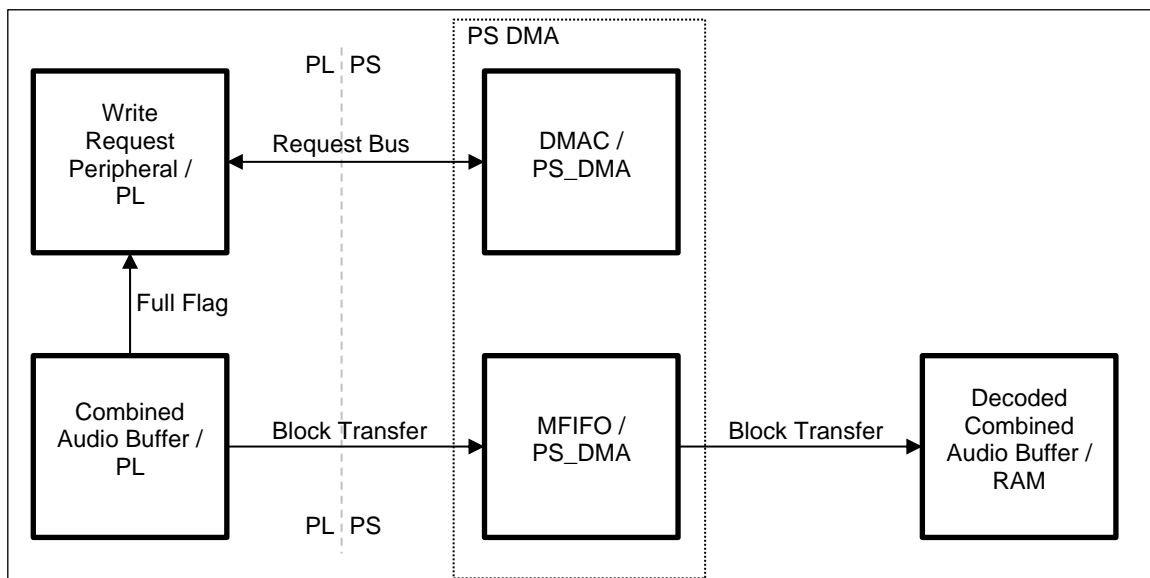 PS DMA
PL PS
Write
Request
Peripheral /
PL
Request Bus
DMAC /
PS_DMA
Full Flag
Combined
Audio Buffer /
PL
Block Transfer
MFIFO /
PS_DMA
Block Transfer
Decoded
Combined
Audio Buffer /
RAM
PL PS